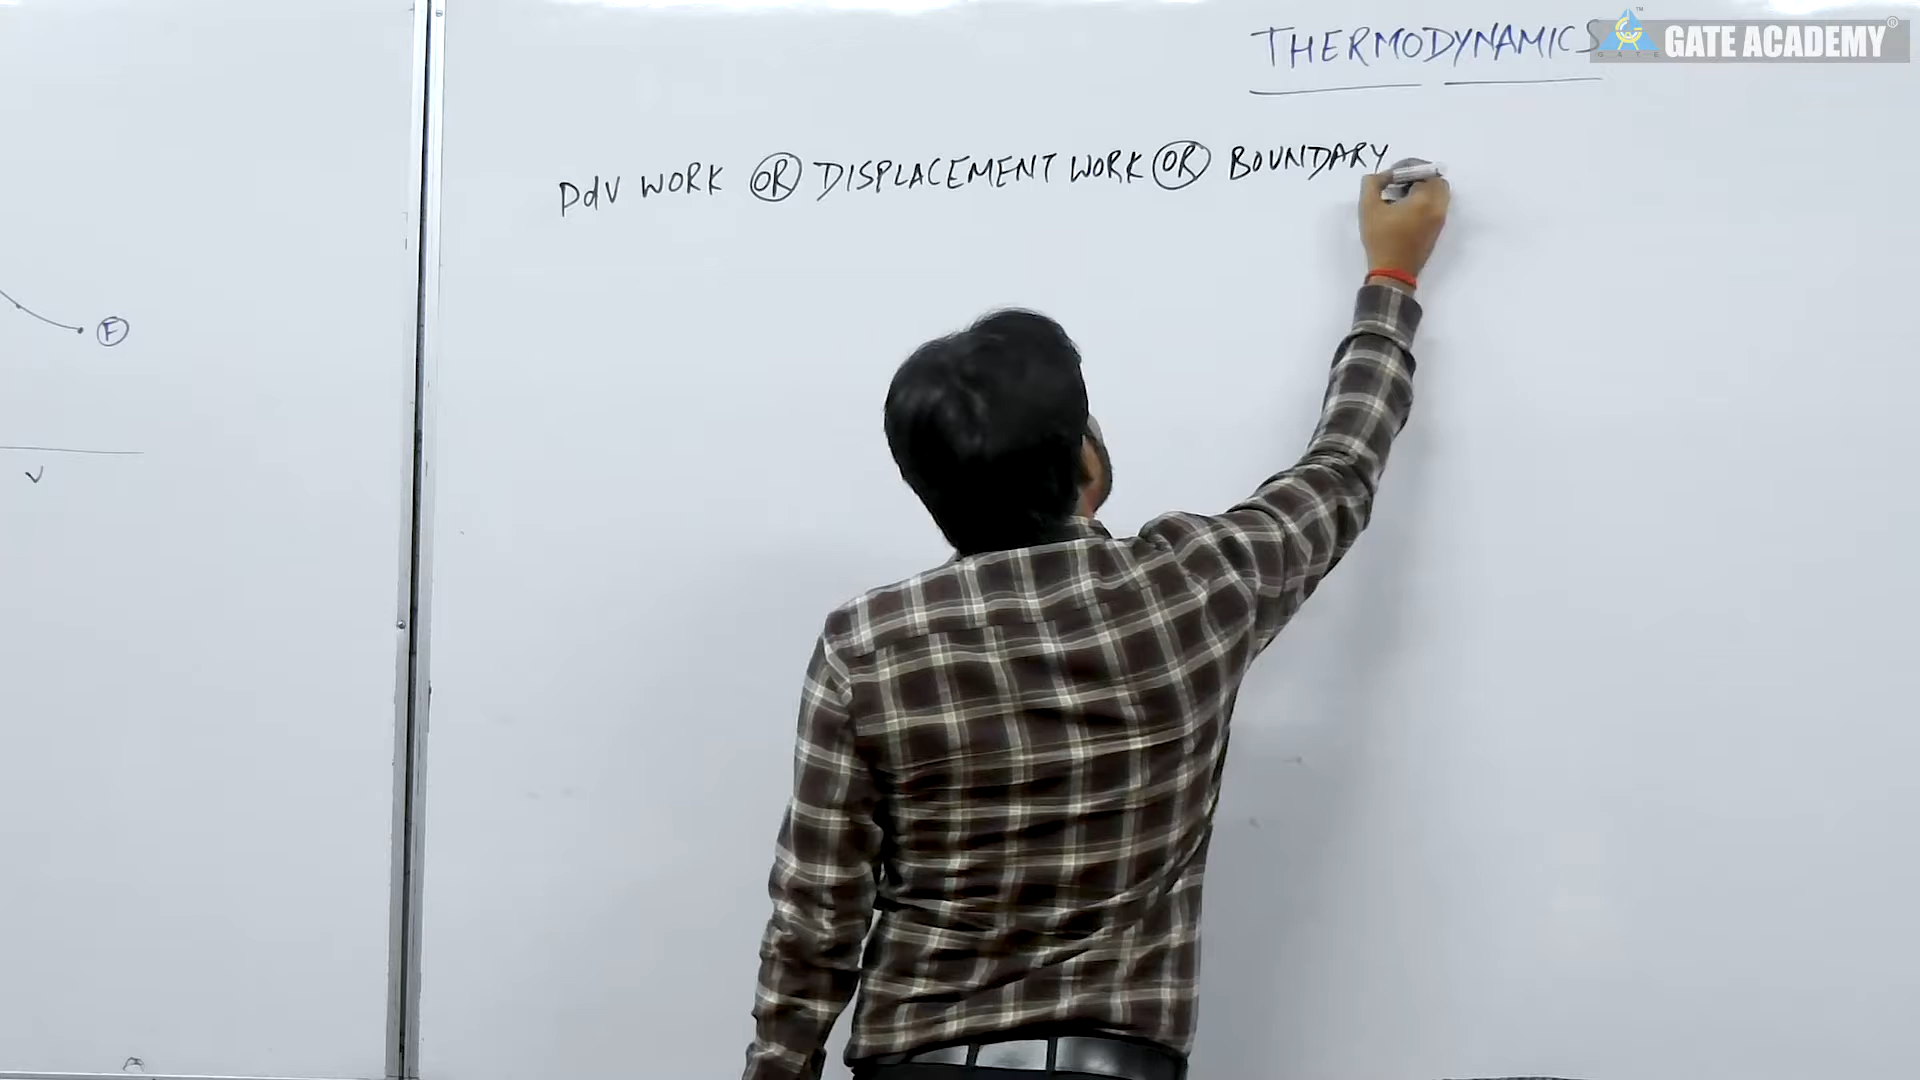 THERMODYNAMICS
GATE ACADEMY®
PdV WORK OR DISPLACEMENT WORK OR BOUNDARY
F
V